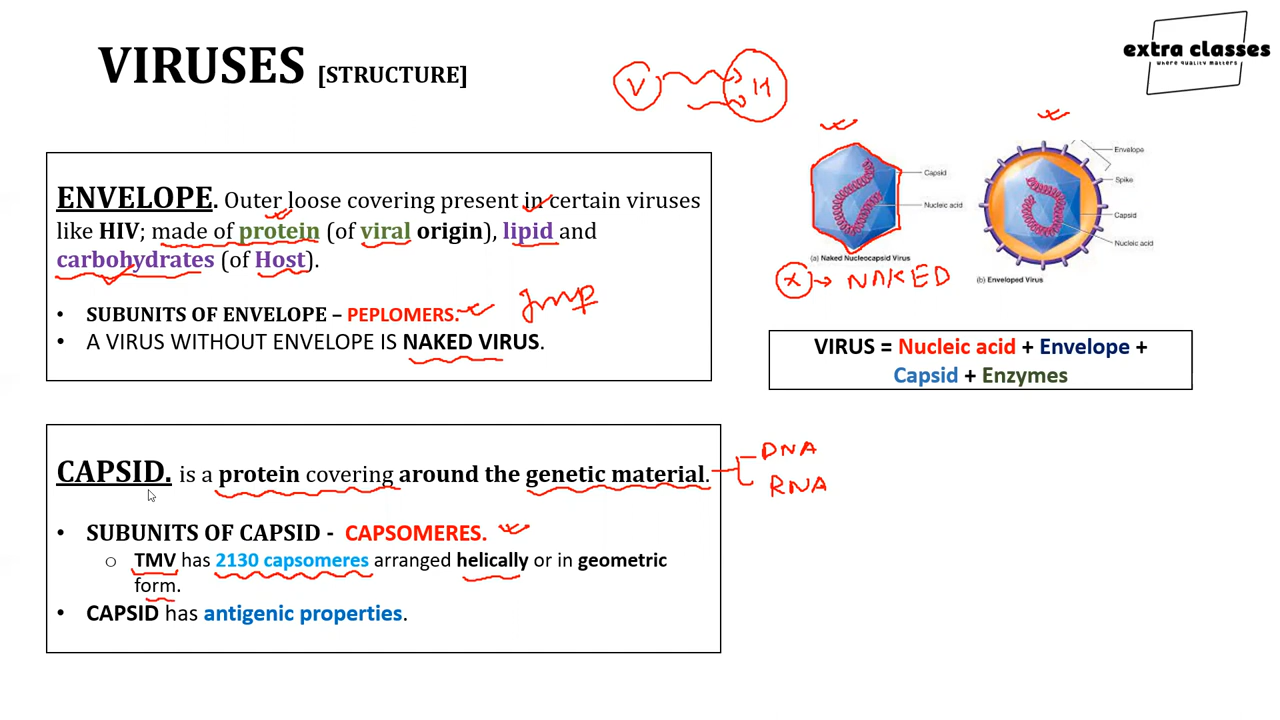 VIRUSES [STRUCTURE]
extra classes
where quality matters
V
H
ENVELOPE. Outer loose covering present in certain viruses
like HIV; made of protein (of viral origin), lipid and
carbohydrates (of Host).
• SUBUNITS OF ENVELOPE – PEPLOMERS.
Imp
• A VIRUS WITHOUT ENVELOPE IS NAKED VIRUS.
Capsid
Nucleic acid
(a) Naked Nucleocapsid Virus
X → NAKED
Envelope
Spike
Capsid
Nucleic acid
(b) Enveloped Virus
VIRUS = Nucleic acid + Envelope +
Capsid + Enzymes
CAPSID. is a protein covering around the genetic material.
DNA
RNA
• SUBUNITS OF CAPSID - CAPSOMERES.
o TMV has 2130 capsomeres arranged helically or in geometric
form.
• CAPSID has antigenic properties.